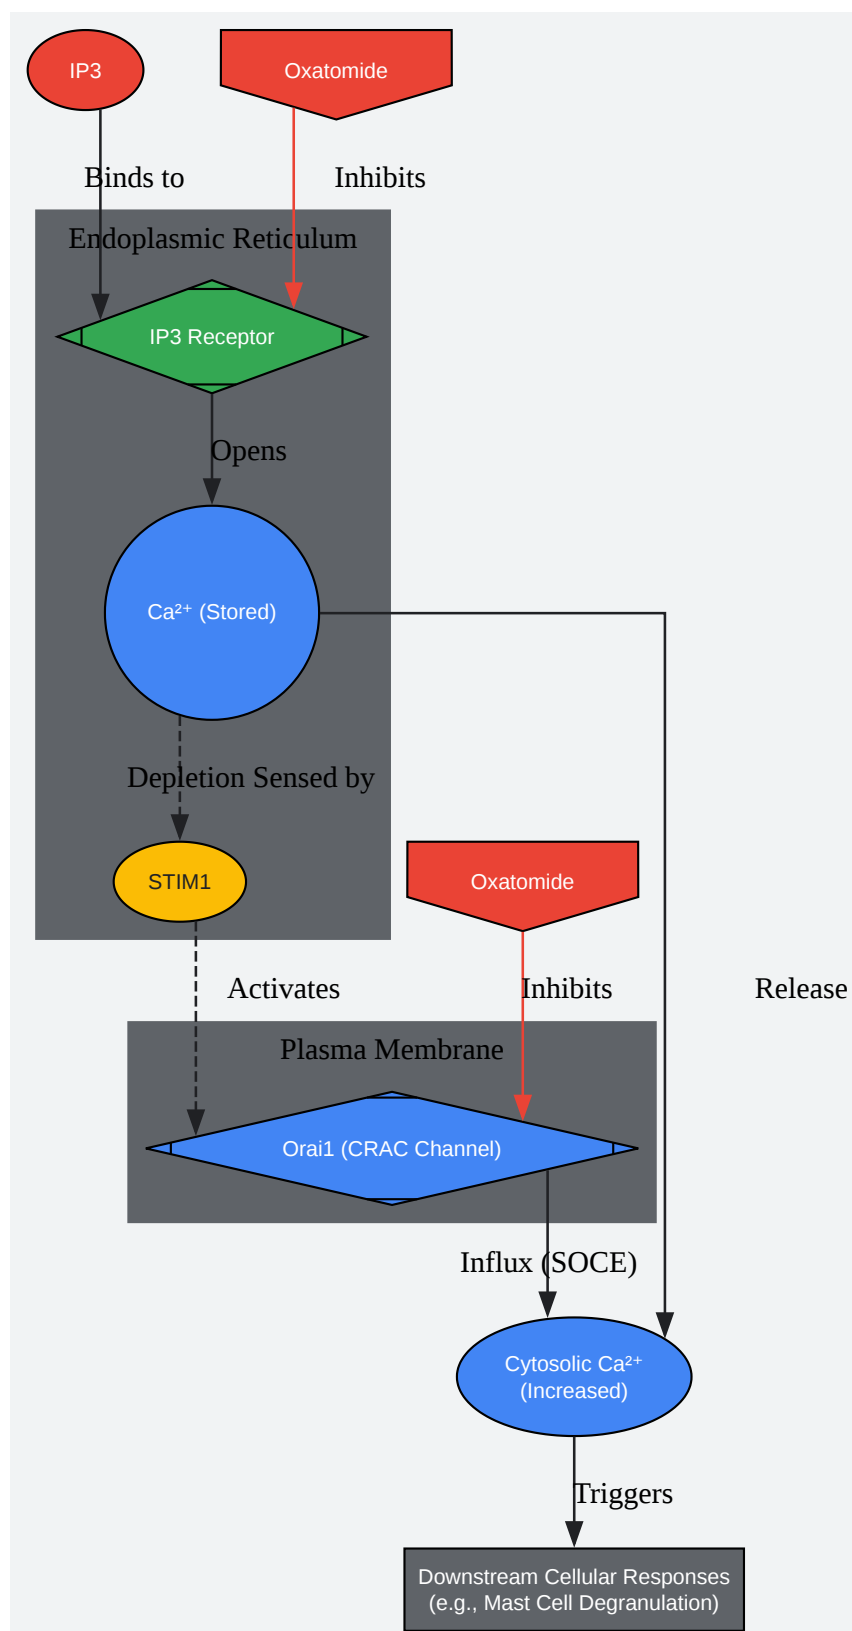 IP3
Oxatomide
Binds to
Inhibits
Endoplasmic Reticulum
IP3 Receptor
Opens
Ca²⁺ (Stored)
Depletion Sensed by
STIM1
Oxatomide
Activates
Inhibits
Release
Plasma Membrane
Orai1 (CRAC Channel)
Influx (SOCE)
Cytosolic Ca²⁺
(Increased)
Triggers
Downstream Cellular Responses
(e.g., Mast Cell Degranulation)